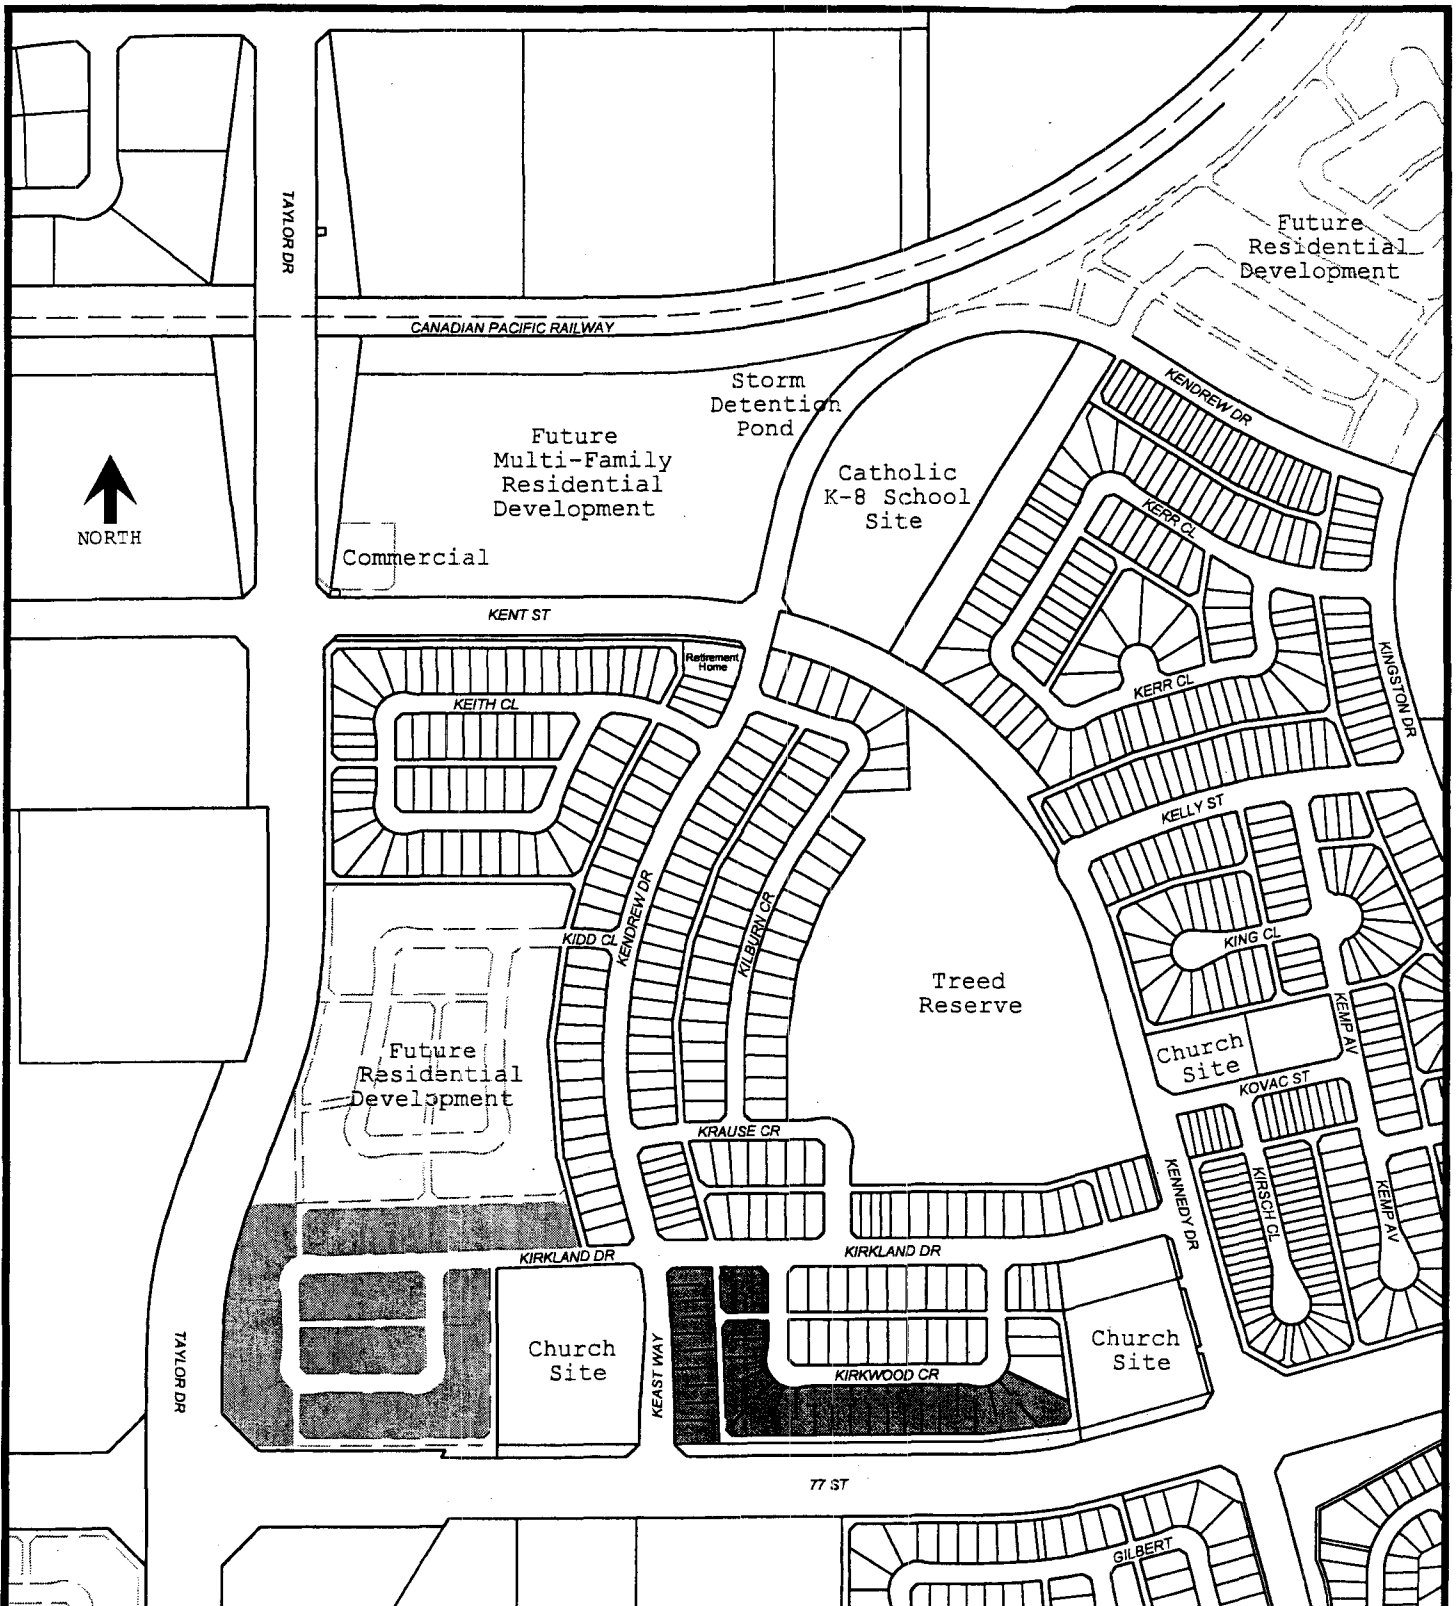 TAYLOR DR
Future
Residential
Development
CANADIAN PACIFIC RAILWAY
Storm
Detention
Pond
KENDREW DR
Future
Multi-Family
Residential
Development
Catholic
K-8 School
Site
KERR CL
NORTH
Commercial
KENT ST
Retirement
Home
KERR CL
KINGSTON DR
KEITH CL
KELLY ST
KENDREW DR
KILBURN CR
KIDD CL
KING CL
Treed
Reserve
KEMP AV
Future
Residential
Development
Church
Site
KOVAC ST
KRAUSE CR
KENNEDY DR
KIRSCH CL
KEMP AV
KIRKLAND DR
KIRKLAND DR
TAYLOR DR
Church
Site
KEAST WAY
KIRKWOOD CR
Church
Site
77 ST
GILBERT